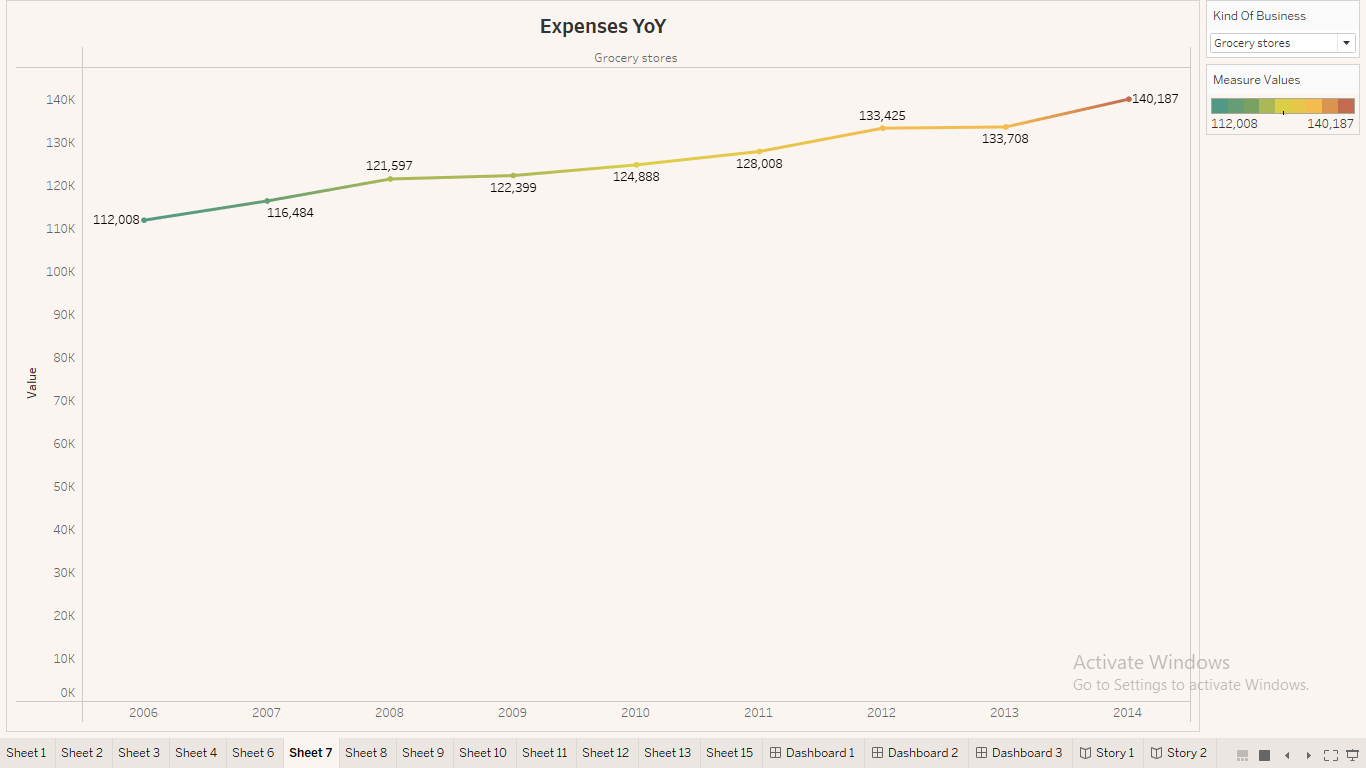 Expenses YoY
Grocery stores
140K
130K
120K
110K
100K
90K
80K
70K
60K
50K
40K
30K
20K
10K
0K
Value
112,008
116,484
121,597
122,399
124,888
128,008
133,425
133,708
140,187
2006 2007 2008 2009 2010 2011 2012 2013 2014
Kind Of Business
Grocery stores
Measure Values
112,008 140,187
Activate Windows
Go to Settings to activate Windows.
Sheet 1 Sheet 2 Sheet 3 Sheet 4 Sheet 6 Sheet 7 Sheet 8 Sheet 9 Sheet 10 Sheet 11 Sheet 12 Sheet 13 Sheet 15 Dashboard 1 Dashboard 2 Dashboard 3 Story 1 Story 2